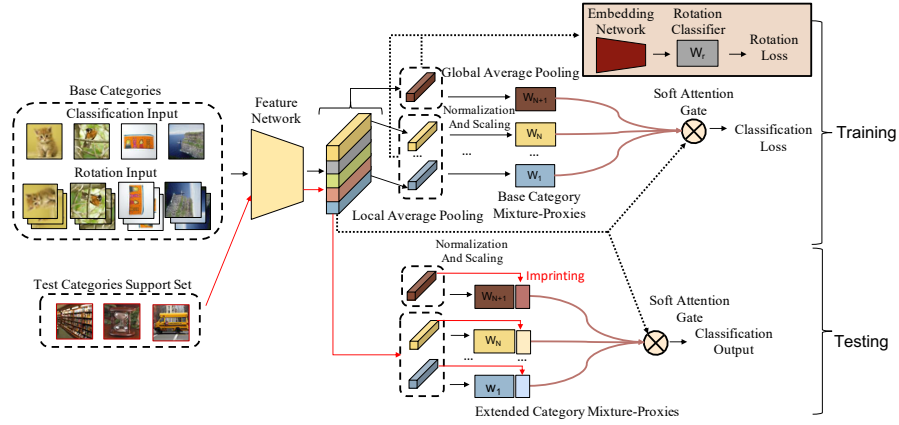 Embedding
Network
Rotation
Classifier
Wr
Rotation
Loss
Base Categories
Classification Input
Rotation Input
Feature
Network
Global Average Pooling
Normalization
And Scaling
WN+1
WN
...
...
W1
Soft Attention
Gate
Classification
Loss
Training
Local Average Pooling
Base Category
Mixture-Proxies
Test Categories Support Set
Normalization
And Scaling
Imprinting
WN+1
WN
...
...
w1
Soft Attention
Gate
Classification
Output
Testing
Extended Category Mixture-Proxies